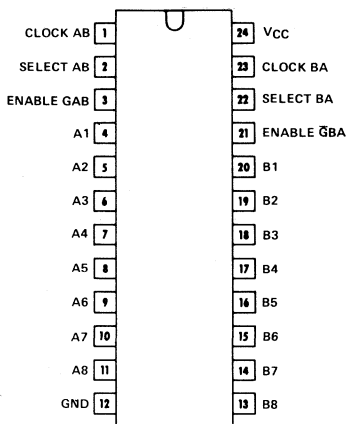 CLOCK AB 1 24 VCC
SELECT AB 2 23 CLOCK BA
ENABLE GAB 3 22 SELECT BA
A1 4 21 ENABLE G̅BA
A2 5 20 B1
A3 6 19 B2
A4 7 18 B3
A5 8 17 B4
A6 9 16 B5
A7 10 15 B6
A8 11 14 B7
GND 12 13 B8